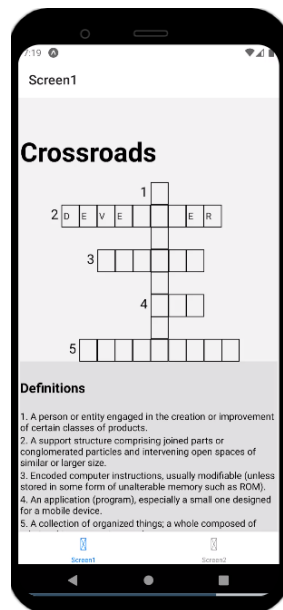 7:19
Screen1
Crossroads
1
2 D E V E E R
3
4
5
Definitions
1. A person or entity engaged in the creation or improvement
of certain classes of products.
2. A support structure comprising joined parts or
conglomerated particles and intervening open spaces of
similar or larger size.
3. Encoded computer instructions, usually modifiable (unless
stored in some form of unalterable memory such as ROM).
4. An application (program), especially a small one designed
for a mobile device.
5. A collection of organized things; a whole composed of
Screen1
Screen2